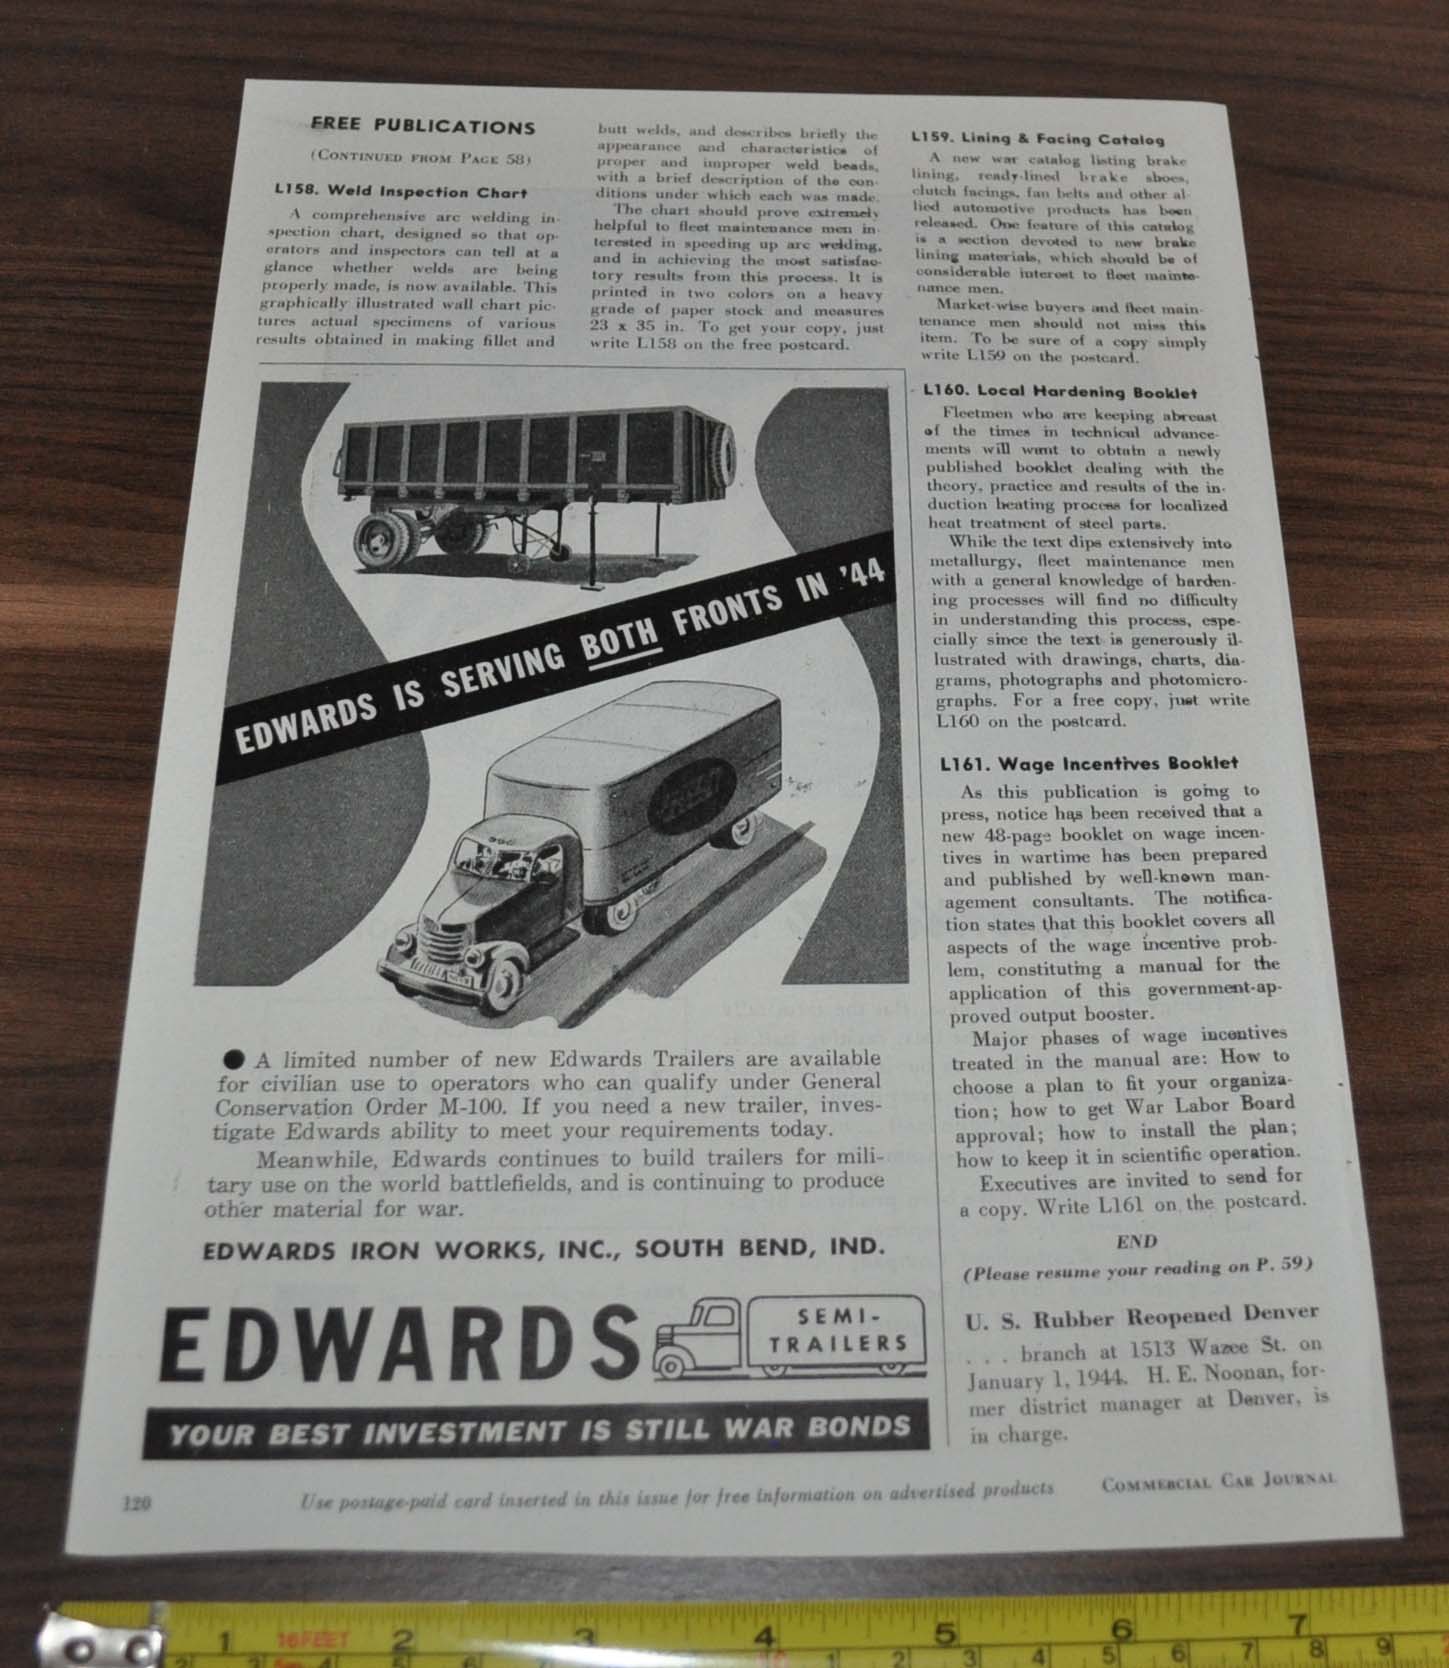 FREE PUBLICATIONS
(CONTINUED FROM PAGE 58)
L158. Weld Inspection Chart
A comprehensive arc welding in-
spection chart, designed so that op-
erators and inspectors can tell at a
glance whether welds are being
properly made, is now available. This
graphically illustrated wall chart pic-
tures actual specimens of various
results obtained in making fillet and
butt welds, and describes briefly the
appearance and characteristics of
proper and improper weld beads,
with a brief description of the con-
ditions under which each was made.
The chart should prove extremely
helpful to fleet maintenance men in-
terested in speeding up arc welding,
and in achieving the most satisfac-
tory results from this process. It is
printed in two colors on a heavy
grade of paper stock and measures
23 x 35 in. To get your copy, just
write L158 on the free postcard.
L159. Lining & Facing Catalog
A new war catalog listing brake
lining, ready-lined brake shoes,
clutch facings, fan belts and other al-
lied automotive products has been
released. One feature of this catalog
is a section devoted to new brake
lining materials, which should be of
considerable interest to fleet mainte-
nance men.
Market-wise buyers and fleet main-
tenance men should not miss this
item. To be sure of a copy simply
write L159 on the postcard.
L160. Local Hardening Booklet
Fleetmen who are keeping abreast
of the times in technical advance-
ments will want to obtain a newly
published booklet dealing with the
theory, practice and results of the in-
duction heating process for localized
heat treatment of steel parts.
While the text dips extensively into
metallurgy, fleet maintenance men
with a general knowledge of harden-
ing processes will find no difficulty
in understanding this process, espe-
cially since the text is generously il-
lustrated with drawings, charts, dia-
grams, photographs and photomicro-
graphs. For a free copy, just write
L160 on the postcard.
L161. Wage Incentives Booklet
As this publication is going to
press, notice has been received that a
new 48-page booklet on wage incen-
tives in wartime has been prepared
and published by well-known man-
agement consultants. The notifica-
tion states that this booklet covers all
aspects of the wage incentive prob-
lem, constituting a manual for the
application of this government-ap-
proved output booster.
Major phases of wage incentives
treated in the manual are: How to
choose a plan to fit your organiza-
tion; how to get War Labor Board
approval; how to install the plan;
how to keep it in scientific operation.
Executives are invited to send for
a copy. Write L161 on the postcard.
END
(Please resume your reading on P. 59)
U. S. Rubber Reopened Denver
. . . branch at 1513 Wazee St. on
January 1, 1944. H. E. Noonan, for-
mer district manager at Denver, is
in charge.
EDWARDS IS SERVING BOTH FRONTS IN '44
● A limited number of new Edwards Trailers are available
for civilian use to operators who can qualify under General
Conservation Order M-100. If you need a new trailer, inves-
tigate Edwards ability to meet your requirements today.
Meanwhile, Edwards continues to build trailers for mili-
tary use on the world battlefields, and is continuing to produce
other material for war.
EDWARDS IRON WORKS, INC., SOUTH BEND, IND.
EDWARDS
SEMI-
TRAILERS
YOUR BEST INVESTMENT IS STILL WAR BONDS
120
Use postage-paid card inserted in this issue for free information on advertised products
COMMERCIAL CAR JOURNAL
1 16 FEET 2 3 4 5 6 7
5m 4 5 6 7 8 9 10 1 2 3 4 5 6 7 8 9